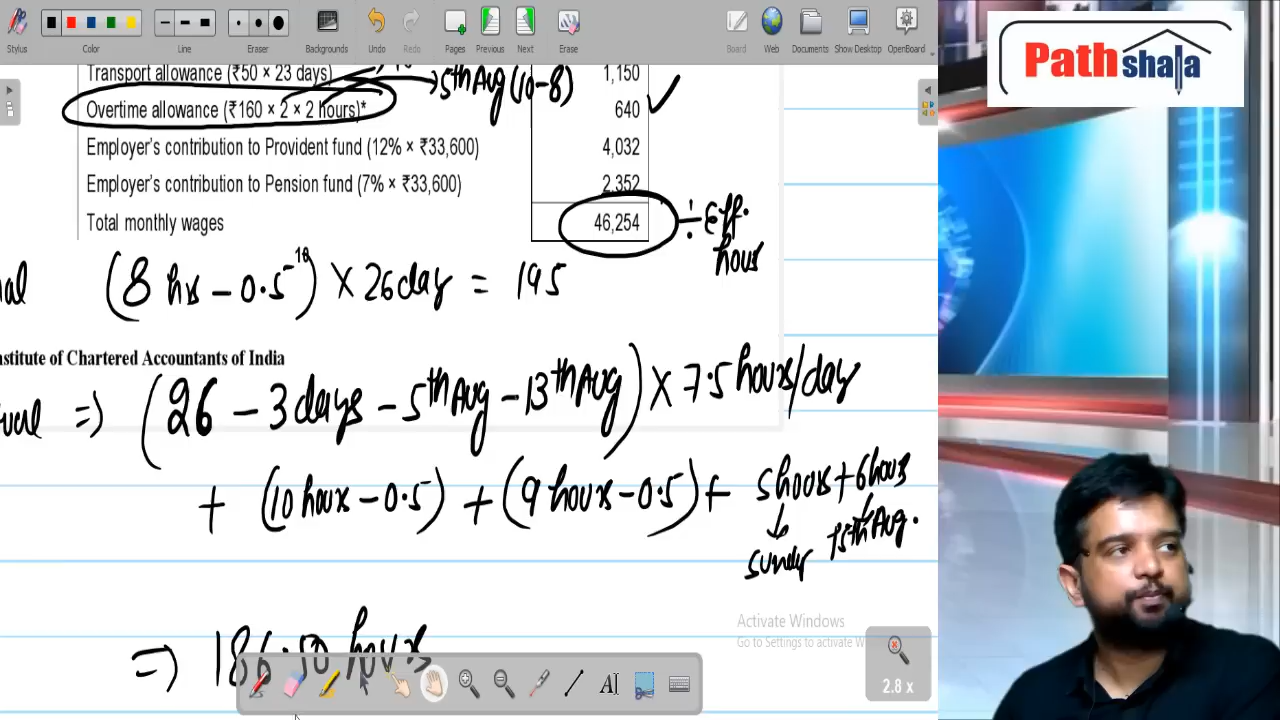 Stylus Color Line Eraser Backgrounds Undo Redo Pages Previous Next Erase Board Web Documents Show Desktop OpenBoard
Path shala
Transport allowance (₹50 × 23 days) 1,150
5th Aug (10-8)
Overtime allowance (₹160 × 2 × 2 hours)* 640 ✓
Employer's contribution to Provident fund (12% × ₹33,600) 4,032
Employer's contribution to Pension fund (7% × ₹33,600) 2,352
Total monthly wages 46,254 ÷ Eff. hour
(8 hrs - 0.5) × 26 day = 195
nstitute of Chartered Accountants of India
=> (26 - 3 days - 5th Aug - 13th Aug) × 7.5 hours/day
+ (10 hours - 0.5) + (9 hours - 0.5) + 5 hours + 6 hours
Sunday 15th Aug.
=> 186.50 hours
Activate Windows
Go to Settings to activate W
2.8 x